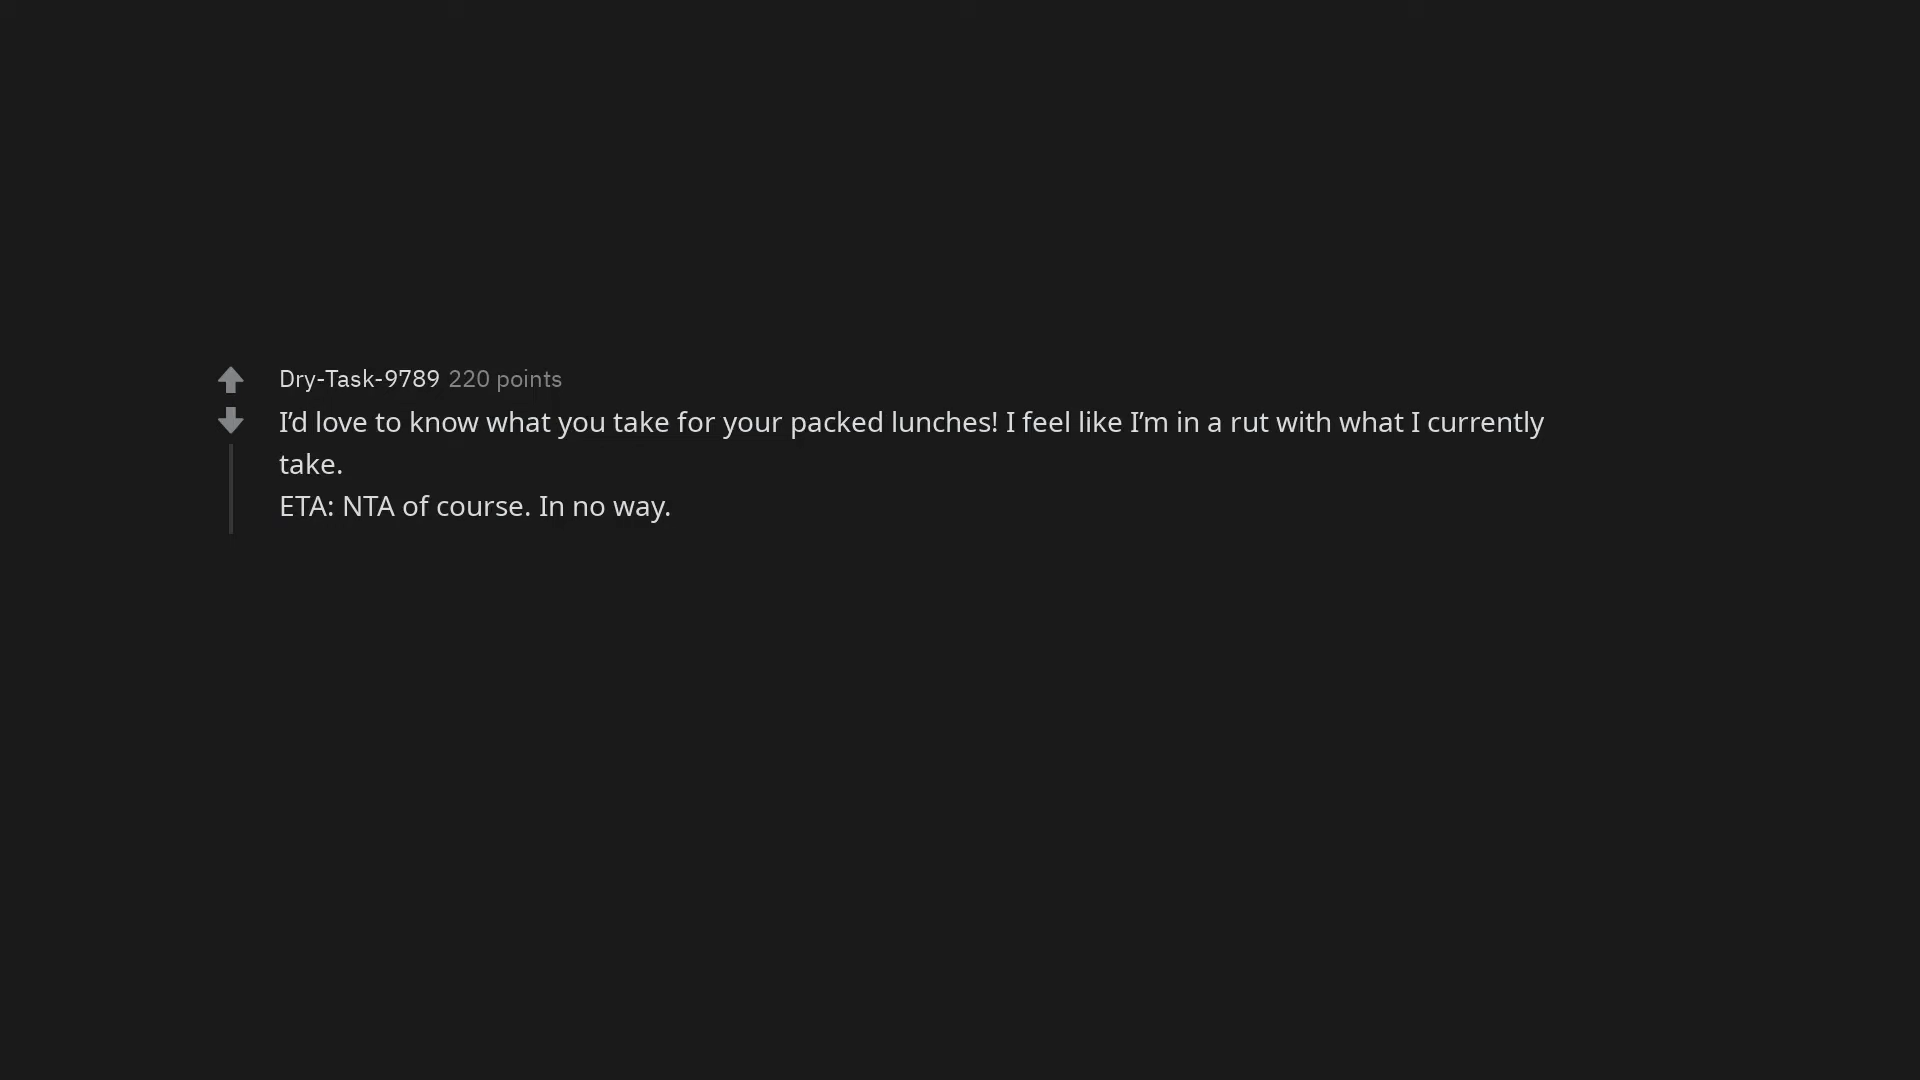 Dry-Task-9789 220 points
I’d love to know what you take for your packed lunches! I feel like I’m in a rut with what I currently
take.
ETA: NTA of course. In no way.